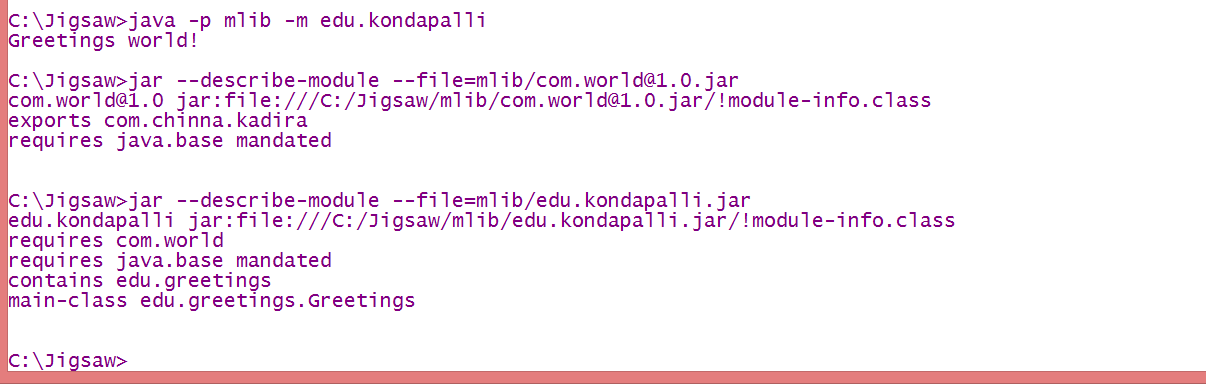 C:\Jigsaw>java -p mlib -m edu.kondapalli
Greetings world!
C:\Jigsaw>jar --describe-module --file=mlib/com.world@1.0.jar
com.world@1.0 jar:file:///C:/Jigsaw/mlib/com.world@1.0.jar/!module-info.class
exports com.chinna.kadira
requires java.base mandated
C:\Jigsaw>jar --describe-module --file=mlib/edu.kondapalli.jar
edu.kondapalli jar:file:///C:/Jigsaw/mlib/edu.kondapalli.jar/!module-info.class
requires com.world
requires java.base mandated
contains edu.greetings
main-class edu.greetings.Greetings
C:\Jigsaw>